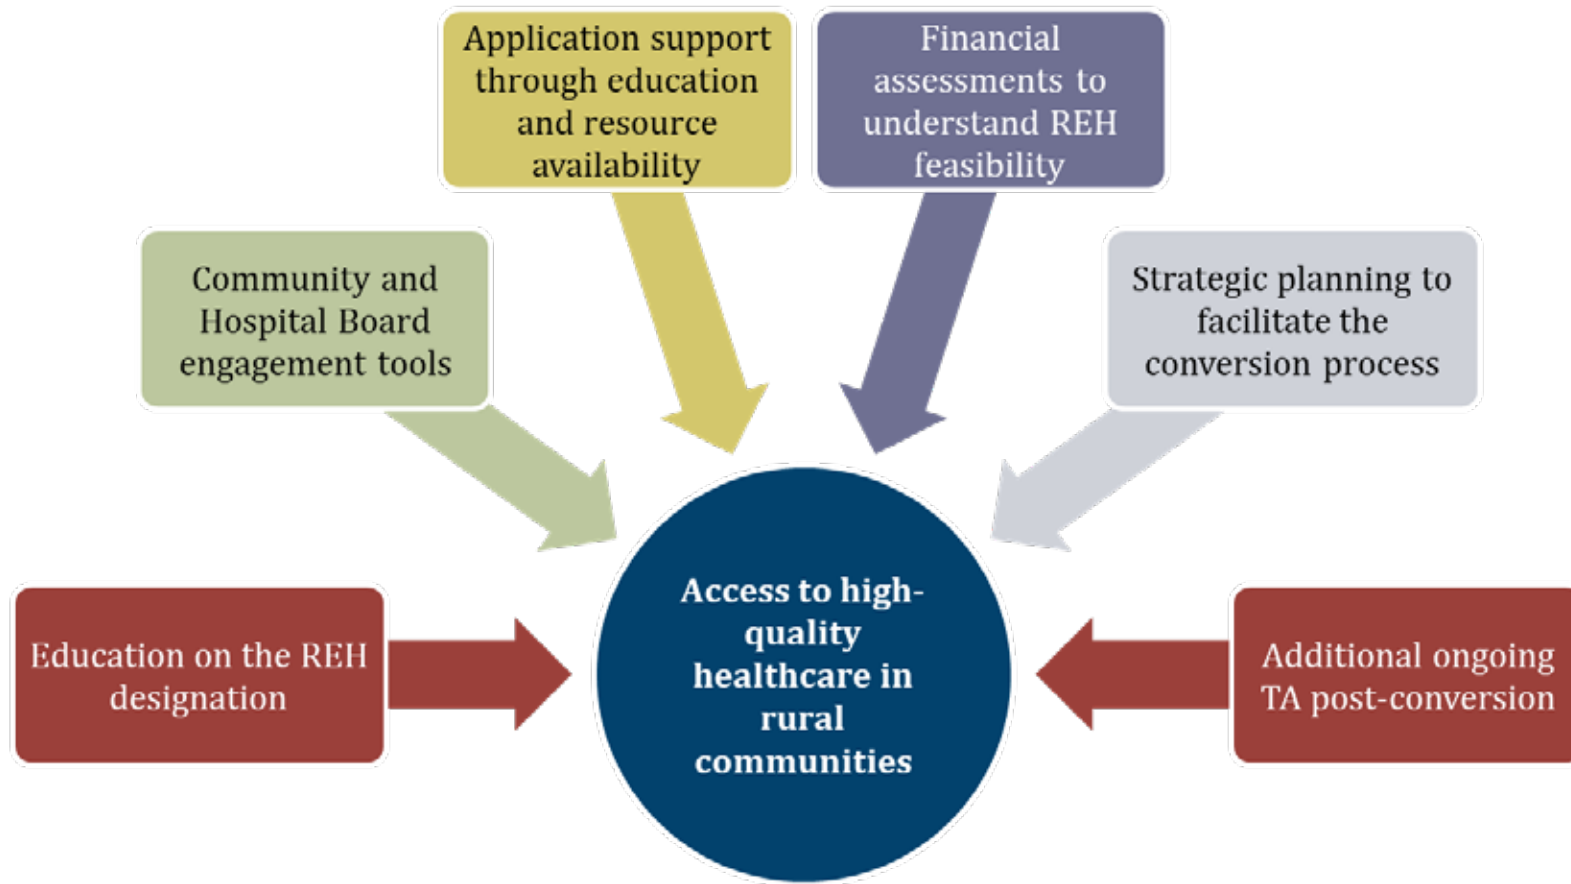 Application support
through education
and resource
availability
Financial
assessments to
understand REH
feasibility
Community and
Hospital Board
engagement tools
Strategic planning to
facilitate the
conversion process
Education on the REH
designation
Access to high-
quality
healthcare in
rural
communities
Additional ongoing
TA post-conversion